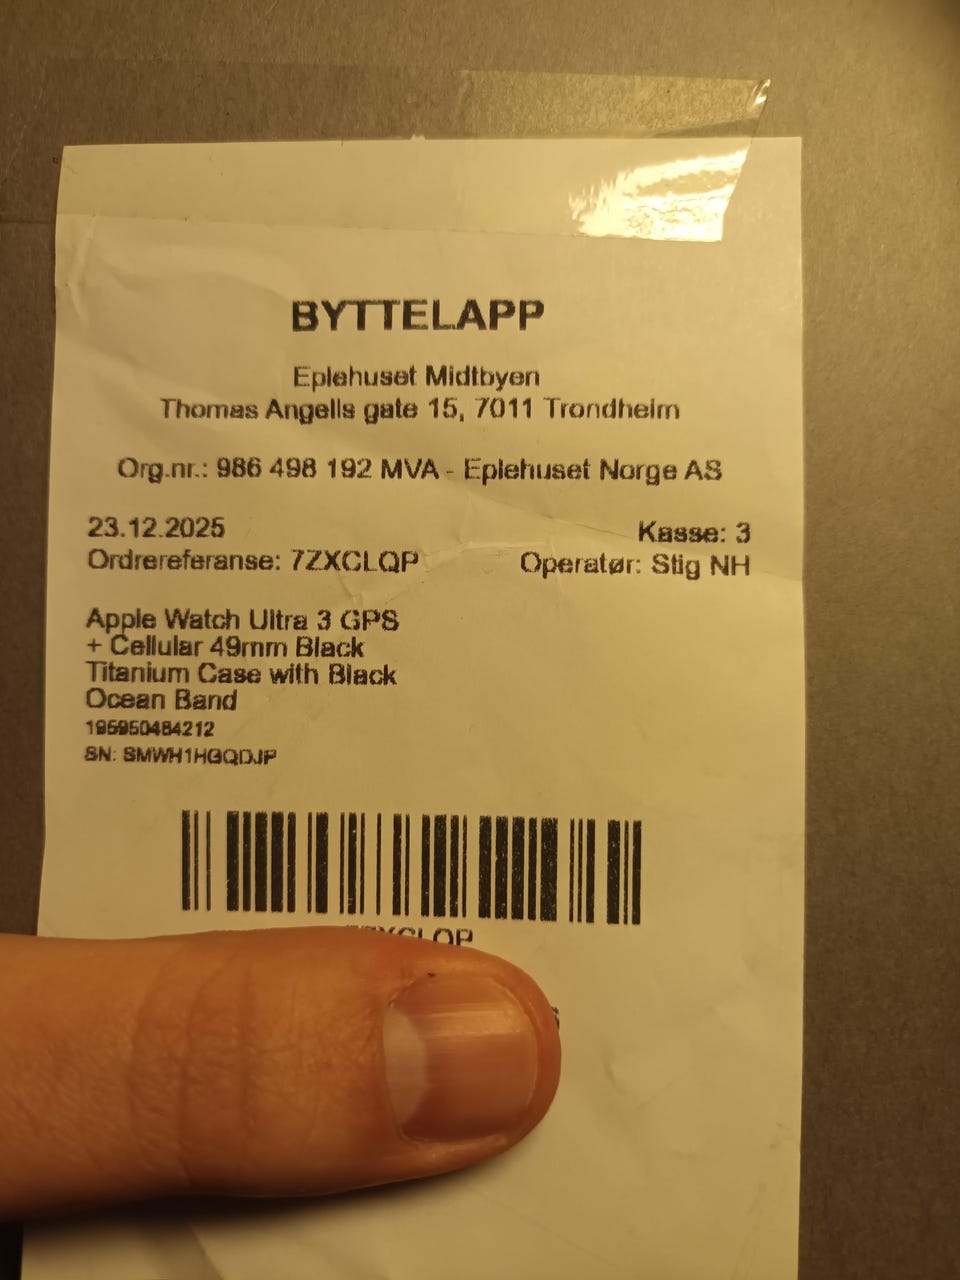 BYTTELAPP
Eplehuset Midtbyen
Thomas Angells gate 15, 7011 Trondheim
Org.nr.: 986 498 192 MVA - Eplehuset Norge AS
23.12.2025 Kasse: 3
Ordrereferanse: 7ZXCLQP Operatør: Stig NH
Apple Watch Ultra 3 GPS
+ Cellular 49mm Black
Titanium Case with Black
Ocean Band
195950484212
SN: SMWH1HGQDJP
7ZXCLQP